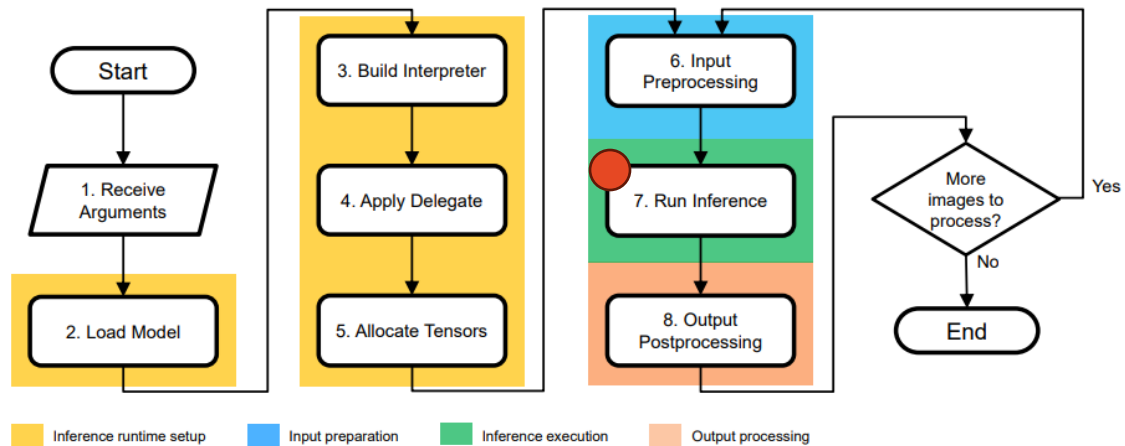 Start
1. Receive
Arguments
2. Load Model
3. Build Interpreter
4. Apply Delegate
5. Allocate Tensors
6. Input
Preprocessing
7. Run Inference
8. Output
Postprocessing
More
images to
process?
Yes
No
End
Inference runtime setup
Input preparation
Inference execution
Output processing